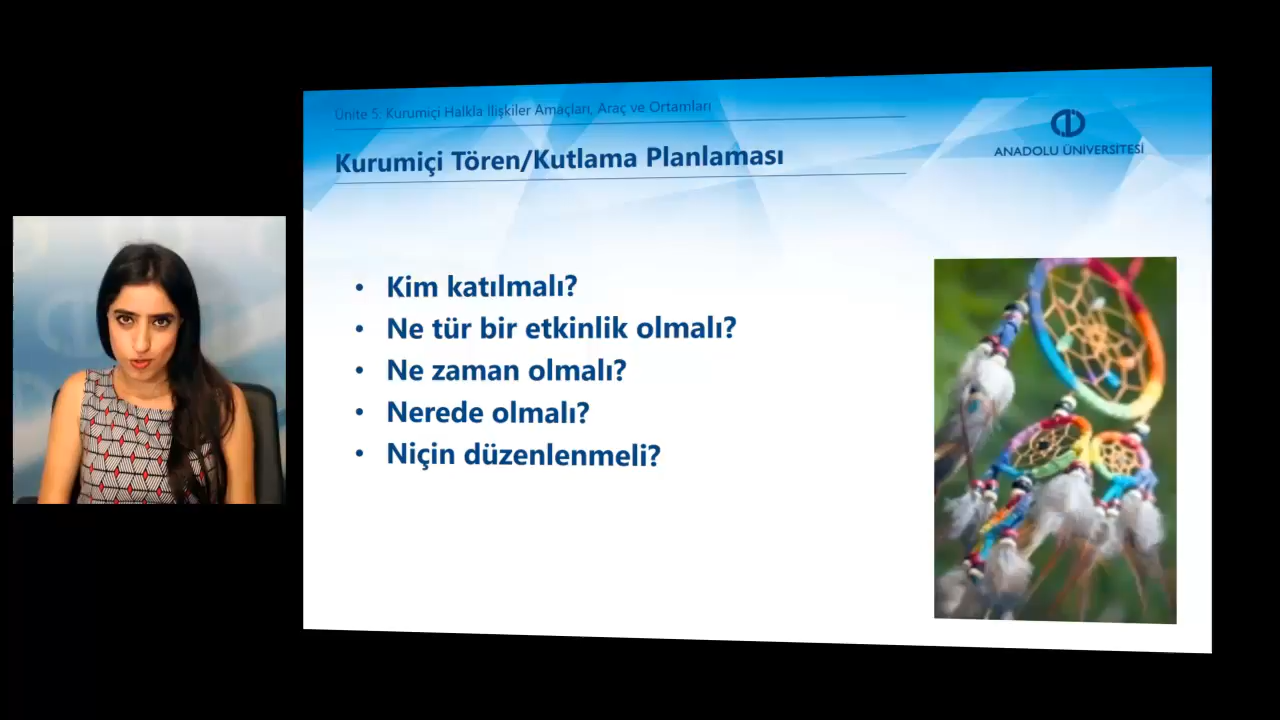 Ünite 5: Kurumiçi Halkla İlişkiler Amaçları, Araç ve Ortamları
Kurumiçi Tören/Kutlama Planlaması
ANADOLU ÜNİVERSİTESİ
• Kim katılmalı?
• Ne tür bir etkinlik olmalı?
• Ne zaman olmalı?
• Nerede olmalı?
• Niçin düzenlenmeli?